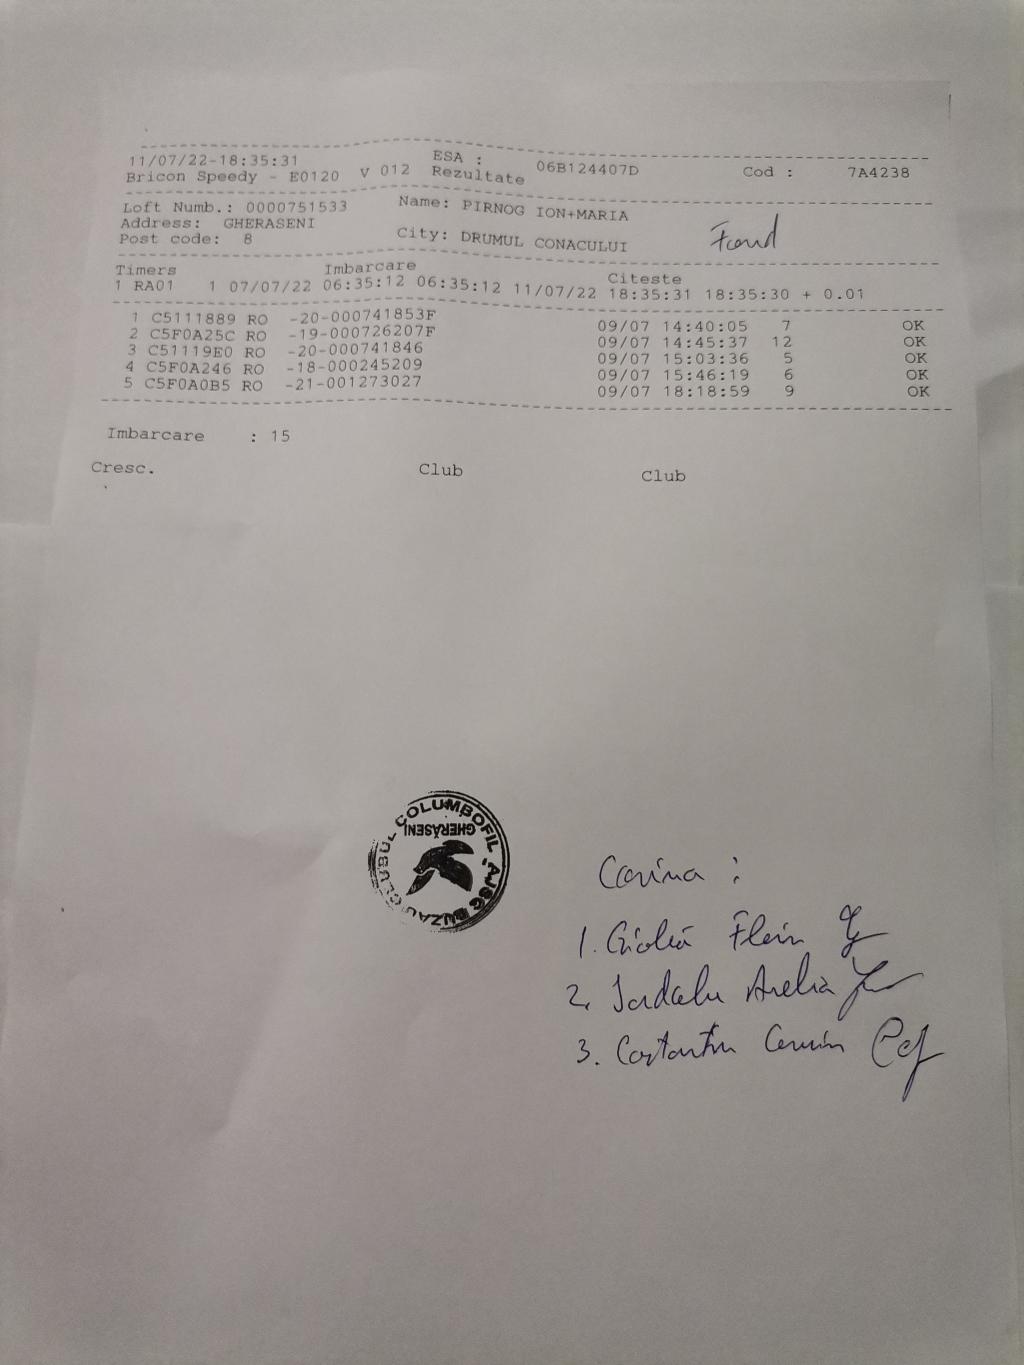 11/07/22-18:35:31 ESA : 06B124407D Cod : 7A4238
Bricon Speedy - E0120 V 012 Rezultate
Loft Numb.: 0000751533 Name: PIRNOG ION+MARIA
Address: GHERASENI
Post code: 8 City: DRUMUL CONACULUI Fond
Timers Imbarcare Citeste
1 RA01 1 07/07/22 06:35:12 06:35:12 11/07/22 18:35:31 18:35:30 + 0.01
1 C5111889 RO -20-000741853F 09/07 14:40:05 7 OK
2 C5F0A25C RO -19-000726207F 09/07 14:45:37 12 OK
3 C51119E0 RO -20-000741846 09/07 15:03:36 5 OK
4 C5F0A246 RO -18-000245209 09/07 15:46:19 6 OK
5 C5F0A0B5 RO -21-001273027 09/07 18:18:59 9 OK
Imbarcare : 15
Cresc. Club Club
CLUBUL COLUMBOFIL "AJSC BUZAU
GHERĂSENI
1.
2.
3.